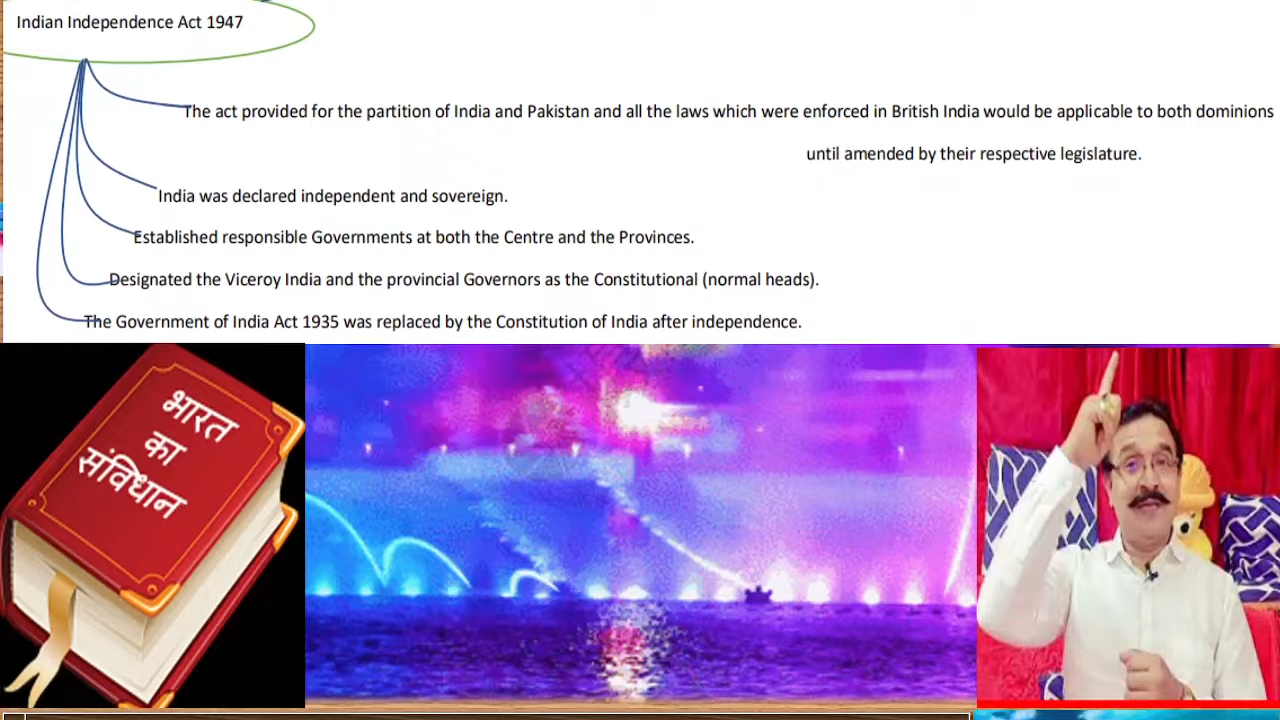 Indian Independence Act 1947
The act provided for the partition of India and Pakistan and all the laws which were enforced in British India would be applicable to both dominions
until amended by their respective legislature.
India was declared independent and sovereign.
Established responsible Governments at both the Centre and the Provinces.
Designated the Viceroy India and the provincial Governors as the Constitutional (normal heads).
The Government of India Act 1935 was replaced by the Constitution of India after independence.
भारत
का
संविधान